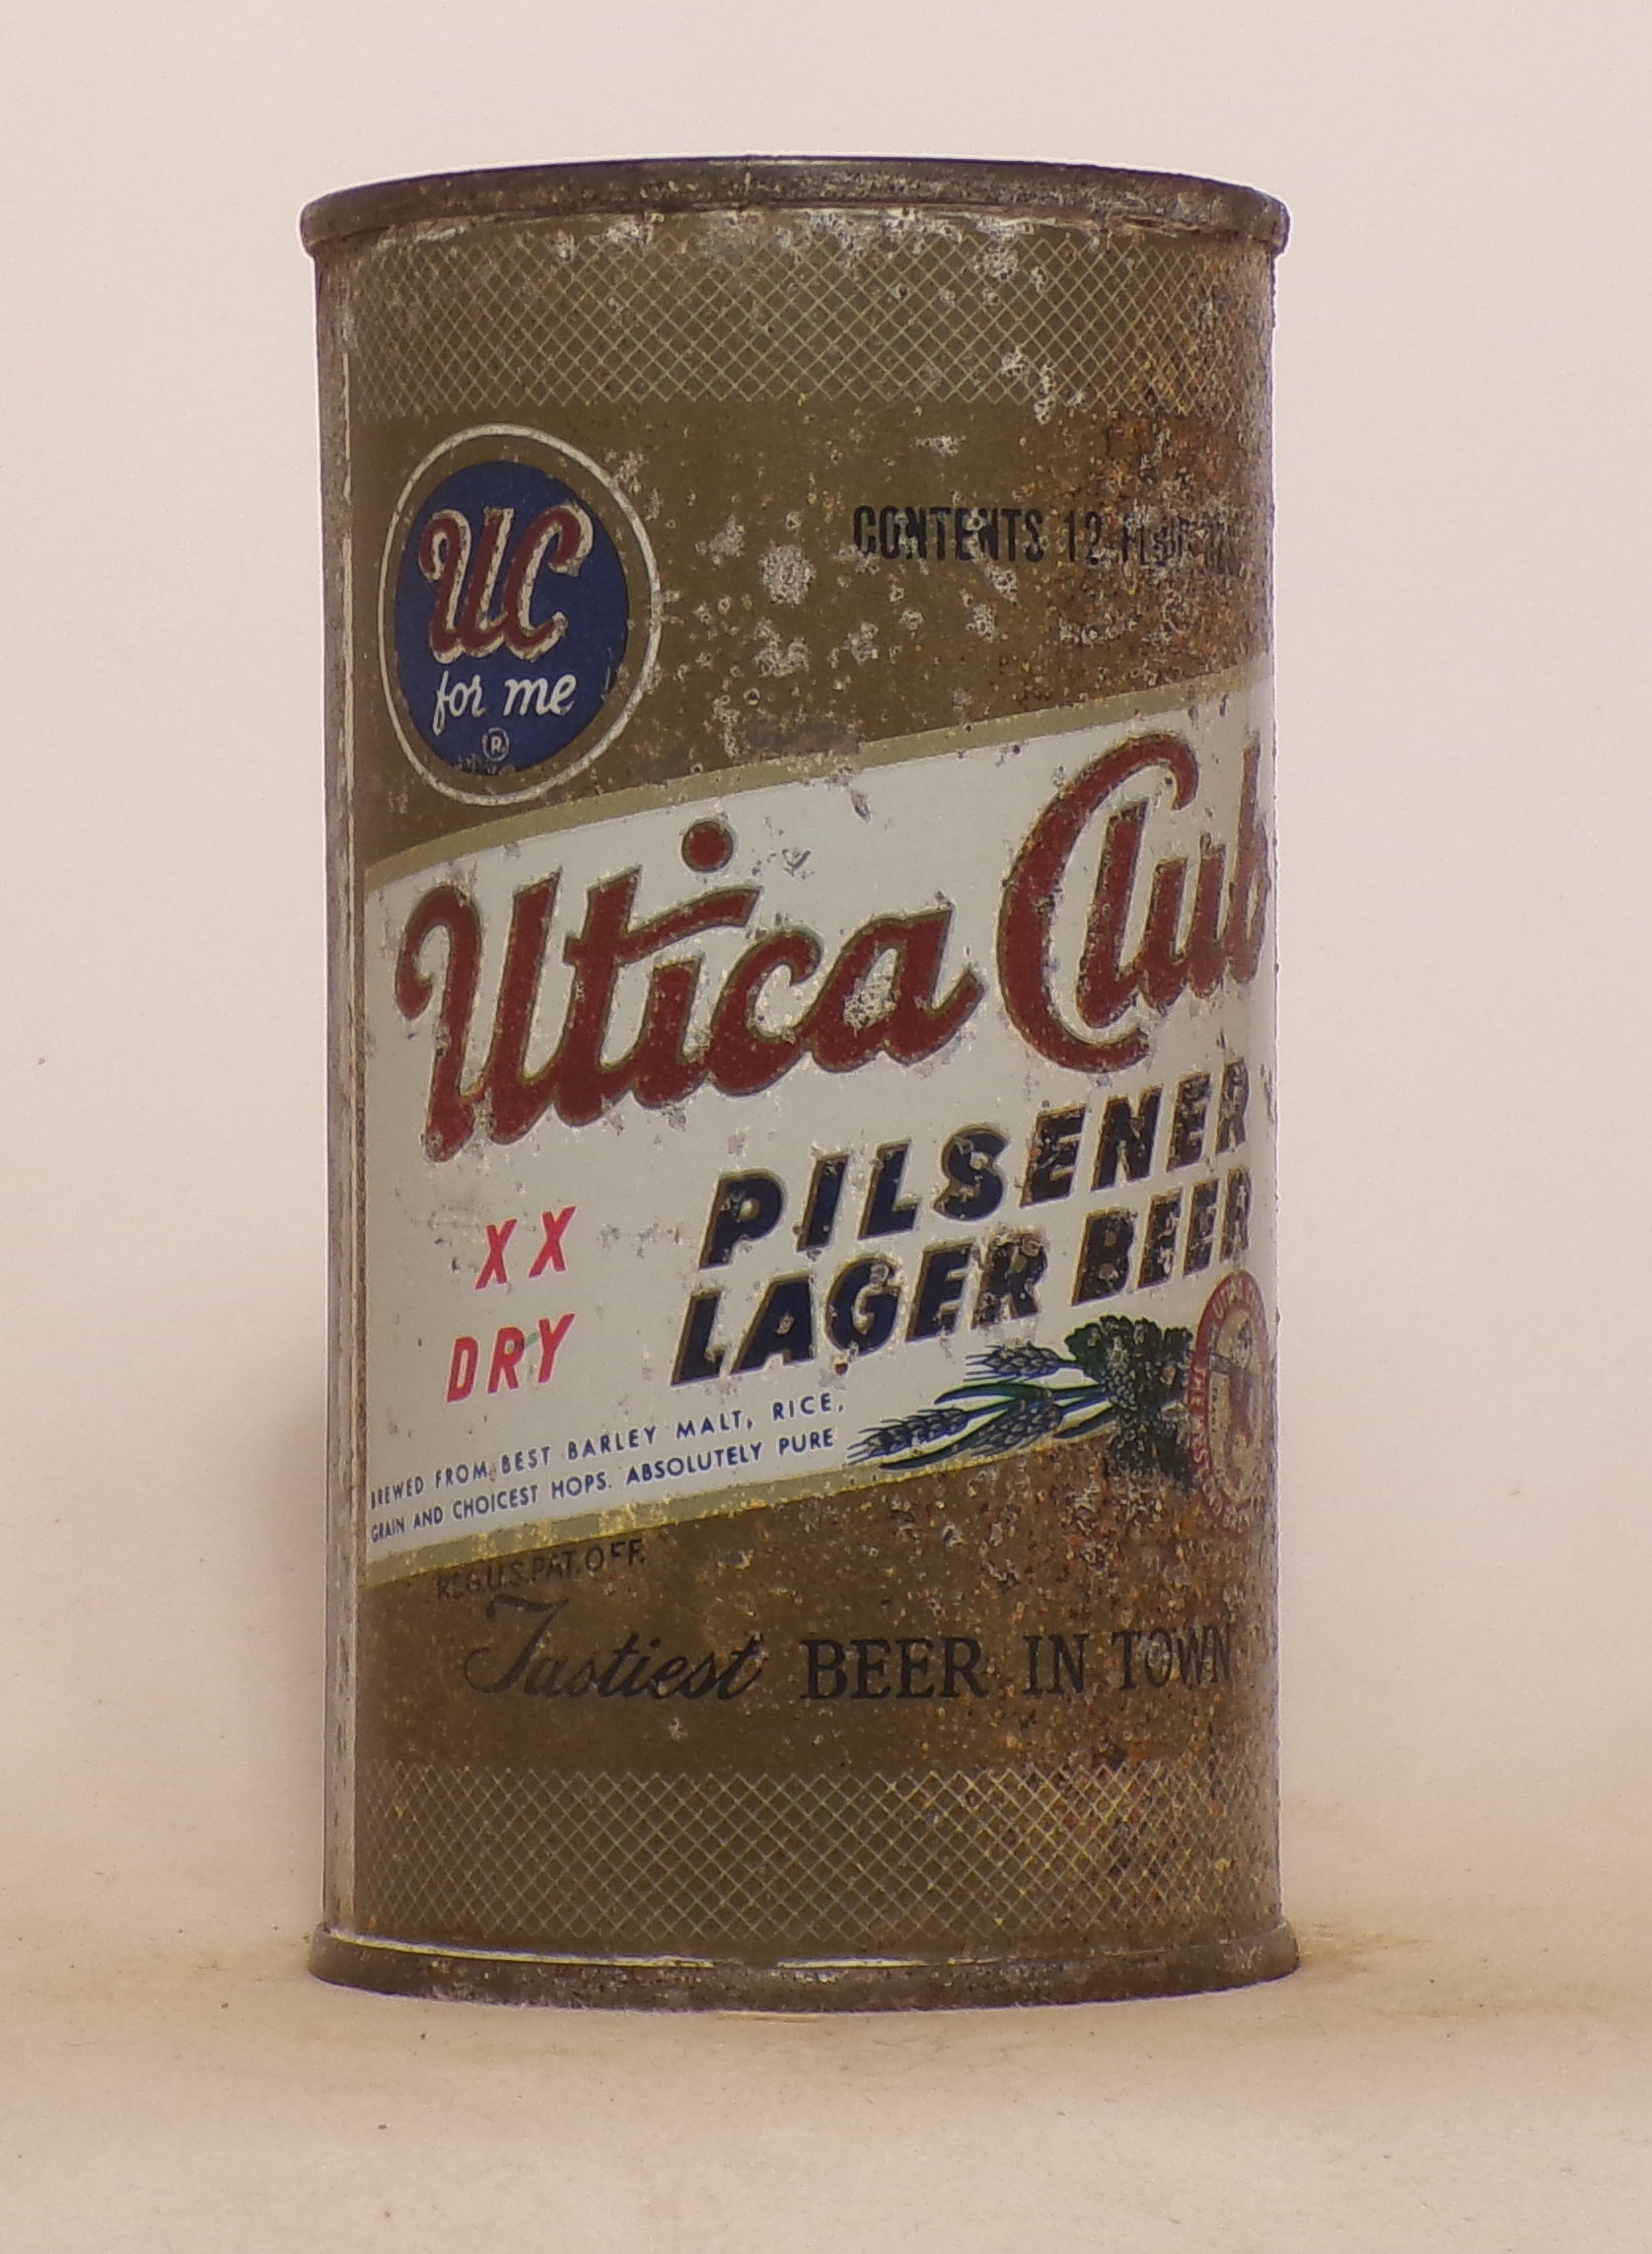 UC
for me
®
CONTENTS 12 FLUID
Utica Club
PILSENER
LAGER BEER
XX
DRY
BREWED FROM BEST BARLEY MALT, RICE,
GRAIN AND CHOICEST HOPS. ABSOLUTELY PURE
REG.U.S.PAT.OFF.
Tastiest BEER IN TOWN